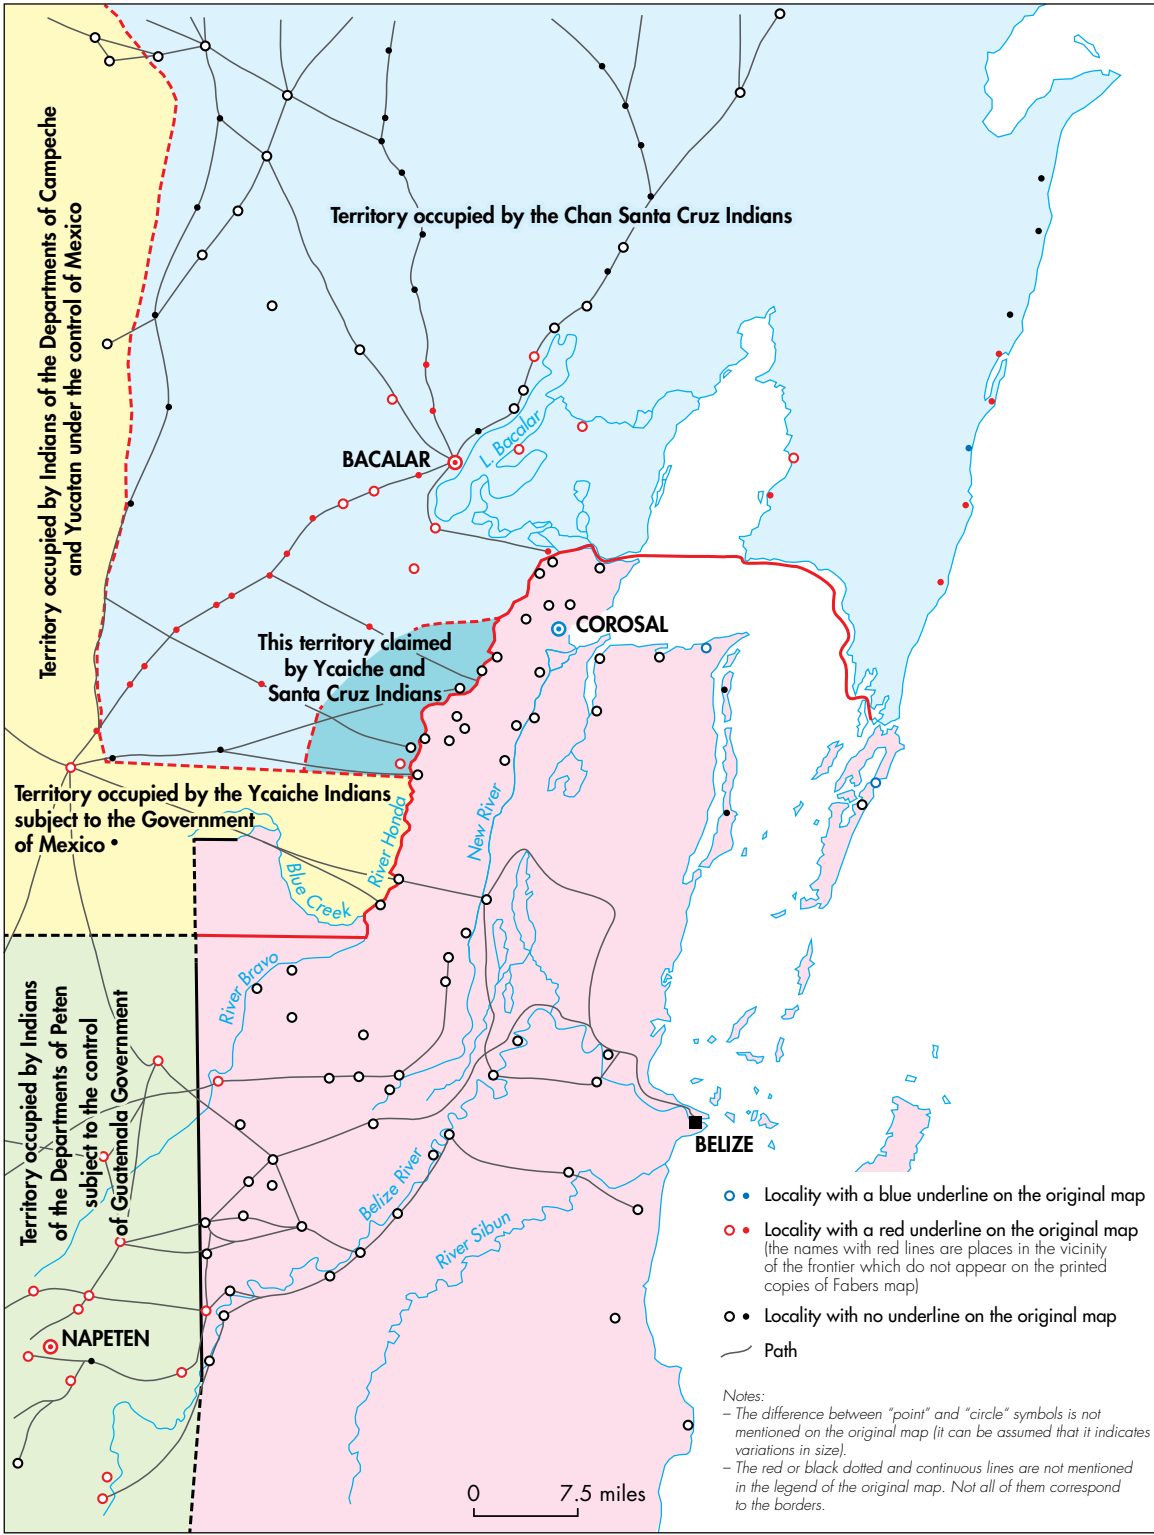 Territory occupied by Indians of the Departments of Campeche
and Yucatan under the control of Mexico
Territory occupied by the Chan Santa Cruz Indians
L. Bacalar
BACALAR
COROSAL
This territory claimed
by Ycaiche and
Santa Cruz Indians
Territory occupied by the Ycaiche Indians
subject to the Government
of Mexico
River Honda
New River
Blue Creek
River Bravo
Territory occupied by Indians
of the Departments of Peten
subject to the control
of Guatemala Government
BELIZE
Belize River
River Sibun
NAPETEN
Locality with a blue underline on the original map
Locality with a red underline on the original map
(the names with red lines are places in the vicinity
of the frontier which do not appear on the printed
copies of Fabers map)
Locality with no underline on the original map
Path
Notes:
– The difference between “point” and “circle” symbols is not
mentioned on the original map (it can be assumed that it indicates
variations in size).
– The red or black dotted and continuous lines are not mentioned
in the legend of the original map. Not all of them correspond
to the borders.
0 7.5 miles